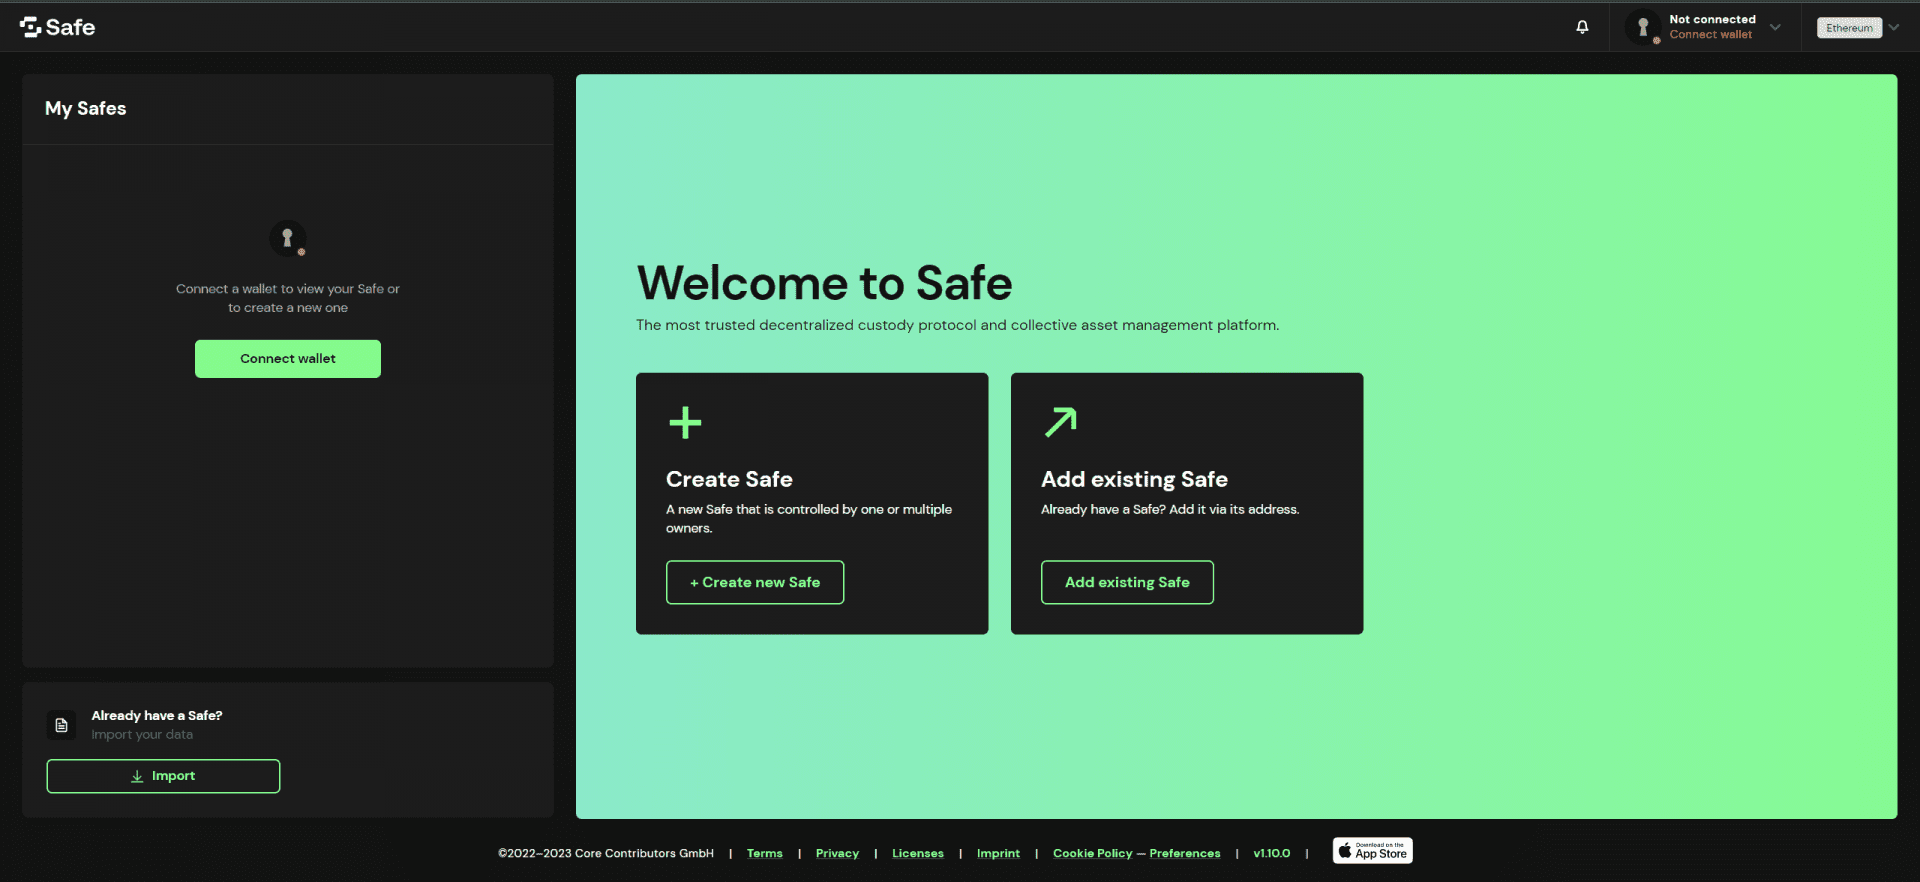 Safe
Not connected
Connect wallet
Ethereum
My Safes
Connect a wallet to view your Safe or
to create a new one
Connect wallet
Already have a Safe?
Import your data
Import
Welcome to Safe
The most trusted decentralized custody protocol and collective asset management platform.
Create Safe
A new Safe that is controlled by one or multiple
owners.
+ Create new Safe
Add existing Safe
Already have a Safe? Add it via its address.
Add existing Safe
©2022–2023 Core Contributors GmbH | Terms | Privacy | Licenses | Imprint | Cookie Policy — Preferences | v1.10.0 |
Download on the
App Store